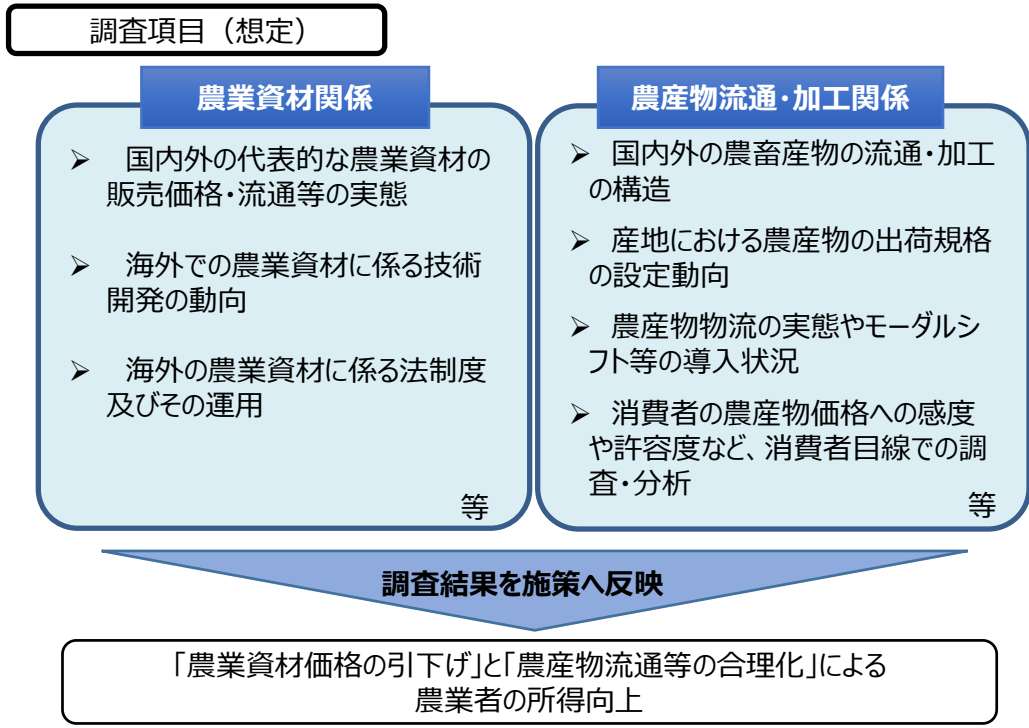 調査項目（想定）
農業資材関係
➢ 国内外の代表的な農業資材の
販売価格・流通等の実態
➢ 海外での農業資材に係る技術
開発の動向
➢ 海外の農業資材に係る法制度
及びその運用
等
農産物流通・加工関係
➢ 国内外の農畜産物の流通・加工
の構造
➢ 産地における農産物の出荷規格
の設定動向
➢ 農産物物流の実態やモーダルシ
フト等の導入状況
➢ 消費者の農産物価格への感度
や許容度など、消費者目線での調
査・分析
等
調査結果を施策へ反映
「農業資材価格の引下げ」と「農産物流通等の合理化」による
農業者の所得向上